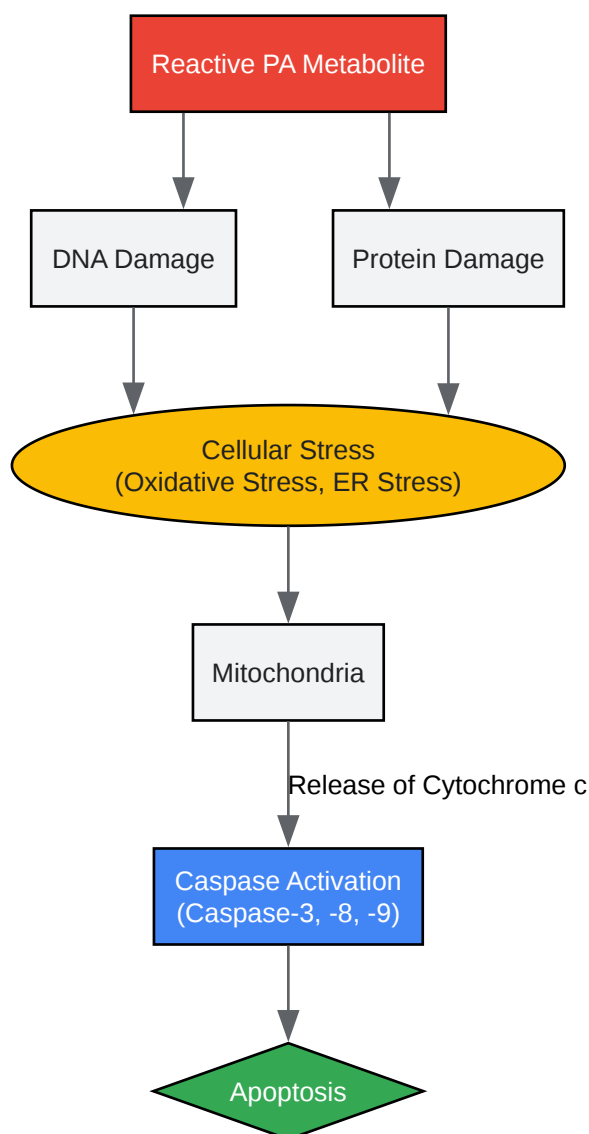 Reactive PA Metabolite
DNA Damage
Protein Damage
Cellular Stress
(Oxidative Stress, ER Stress)
Mitochondria
Release of Cytochrome c
Caspase Activation
(Caspase-3, -8, -9)
Apoptosis